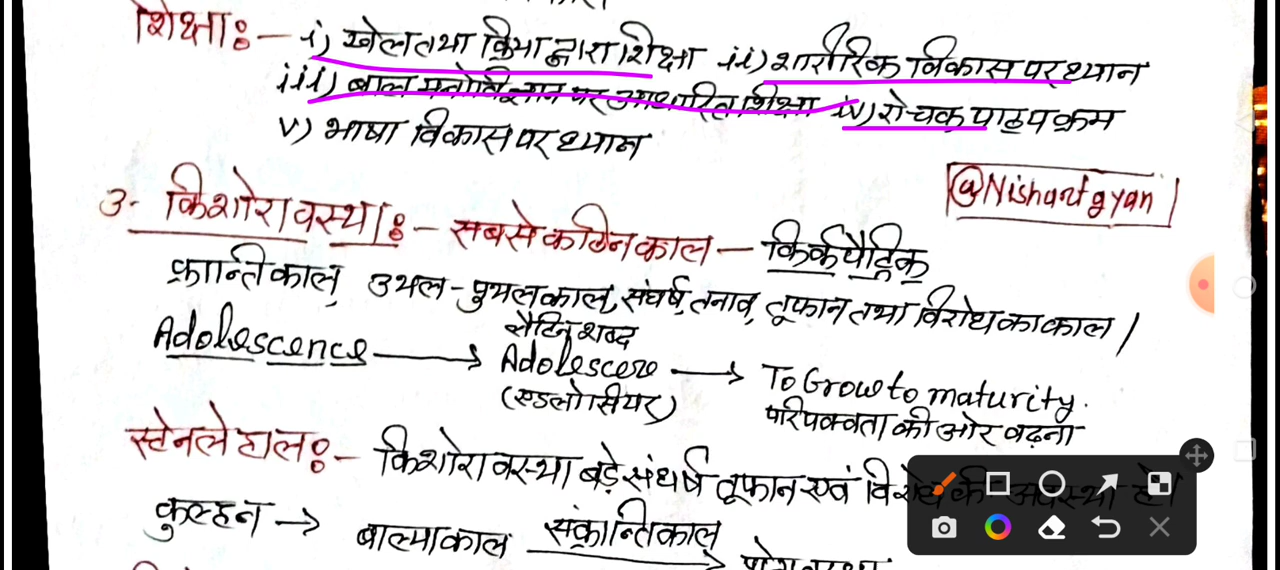 शिक्षाः- i) खेल तथा क्रिया द्वारा शिक्षा ii) शारीरिक विकास पर ध्यान
iii) बाल मनोविज्ञान पर आधारित शिक्षा iv) रोचक पाठ्यक्रम
v) भाषा विकास पर ध्यान
@Nishantgyan
3- किशोरावस्थाः- सबसे कठिन काल - किर्कपैट्रिक
क्रान्तिकाल, उथल-पुथल काल, संघर्ष, तनाव, तूफान तथा विरोध का काल।
लैटिन शब्द
Adolescence → Adolescere → To Grow to maturity.
(एडलोसियर) परिपक्वता की ओर बढ़ना
स्टेनले हालः- किशोरावस्था बड़े संघर्ष तूफान एवं विरोध की अवस्था है।
कुल्हन → बाल्याकाल संक्रान्तिकाल →